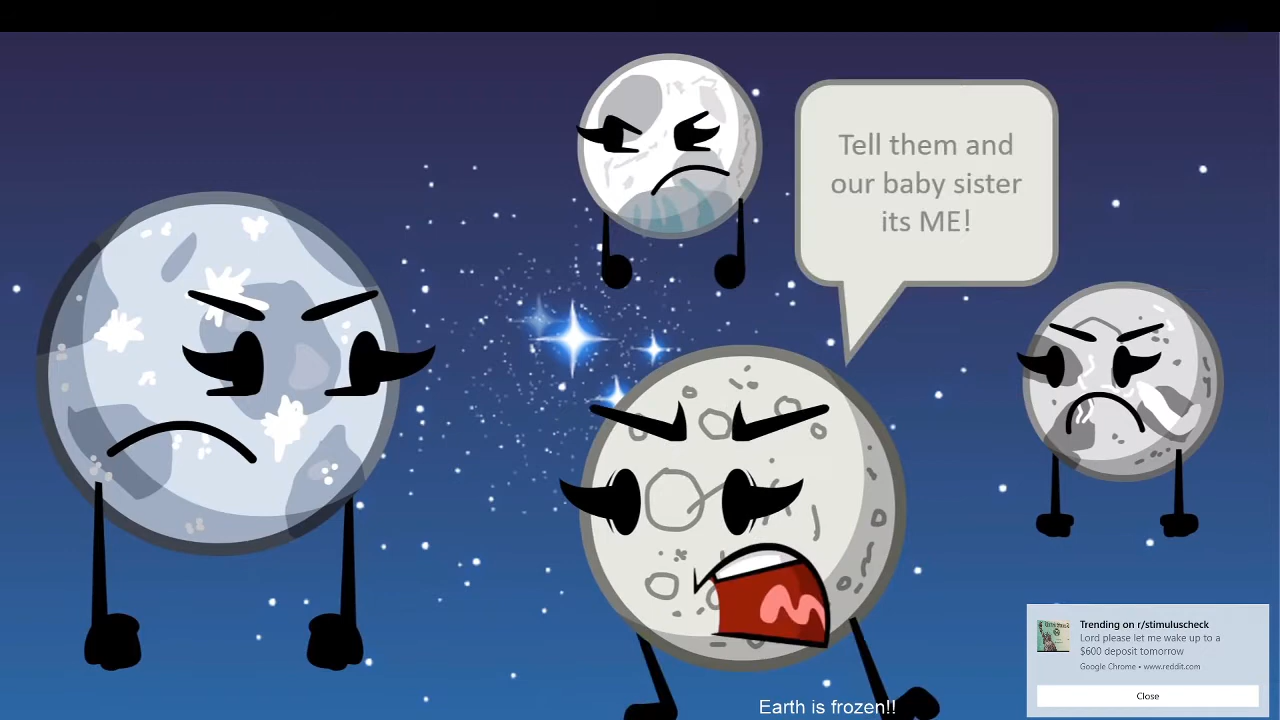 Tell them and
our baby sister
its ME!
Trending on r/stimuluscheck
Lord please let me wake up to a
$600 deposit tomorrow
Google Chrome • www.reddit.com
Close
Earth is frozen!!